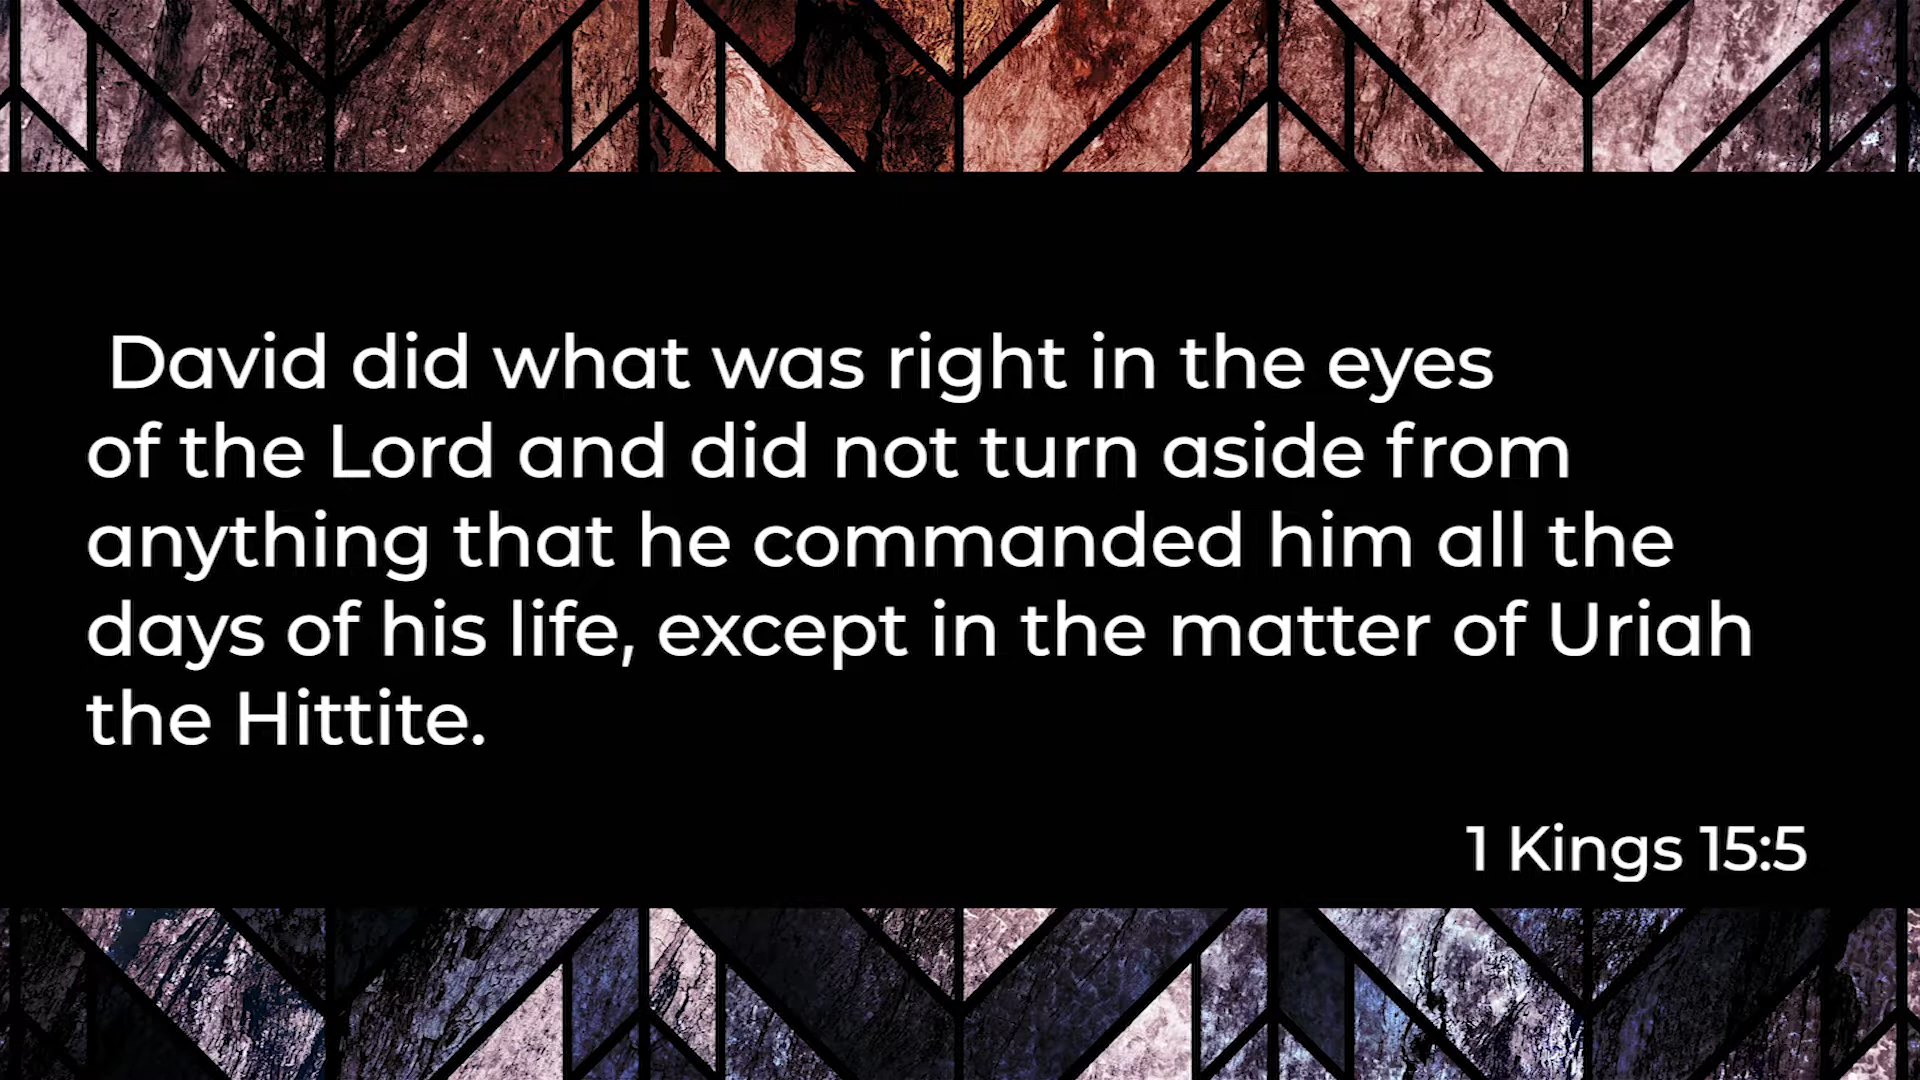 David did what was right in the eyes
of the Lord and did not turn aside from
anything that he commanded him all the
days of his life, except in the matter of Uriah
the Hittite.
1 Kings 15:5